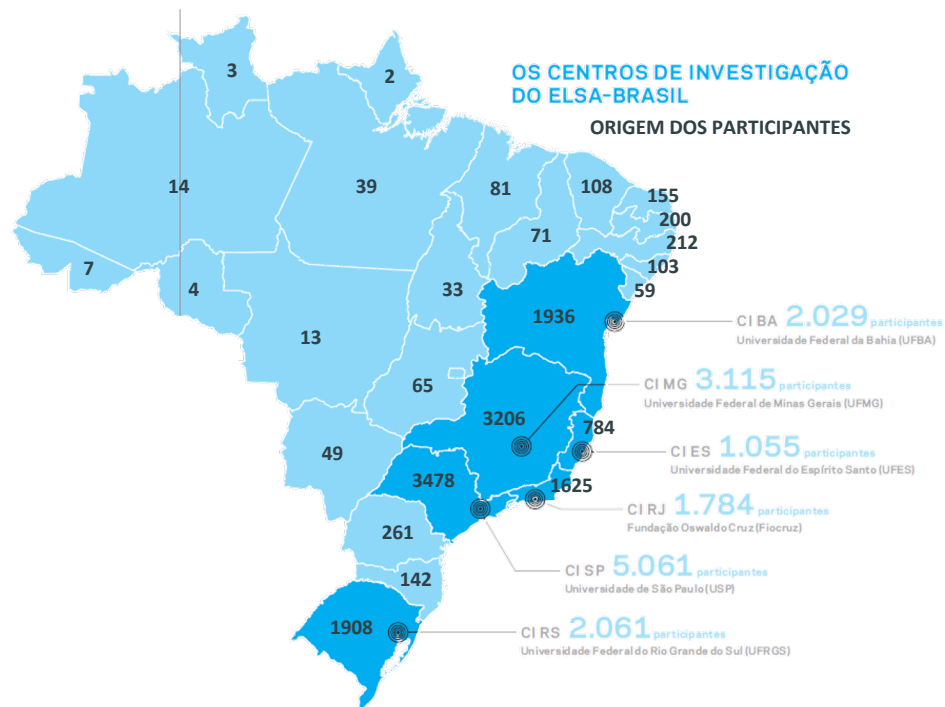 OS CENTROS DE INVESTIGAÇÃO
DO ELSA-BRASIL
ORIGEM DOS PARTICIPANTES
3
2
14
39
81
108
155
200
212
103
59
71
7
4
33
13
1936
65
3206
784
49
3478
1625
261
142
1908
CI BA 2.029 participantes
Universidade Federal da Bahia (UFBA)
CI MG 3.115 participantes
Universidade Federal de Minas Gerais (UFMG)
CI ES 1.055 participantes
Universidade Federal do Espírito Santo (UFES)
CI RJ 1.784 participantes
Fundação Oswaldo Cruz (Fiocruz)
CI SP 5.061 participantes
Universidade de São Paulo (USP)
CI RS 2.061 participantes
Universidade Federal do Rio Grande do Sul (UFRGS)